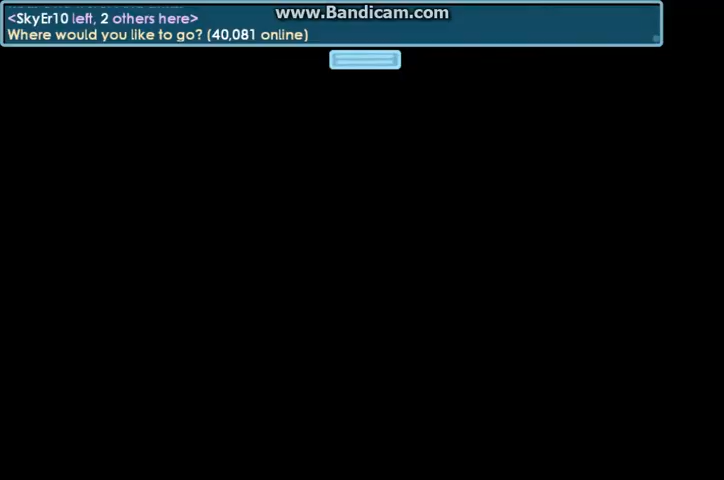 www.Bandicam.com
<SkyEr10 left, 2 others here>
Where would you like to go? (40,081 online)